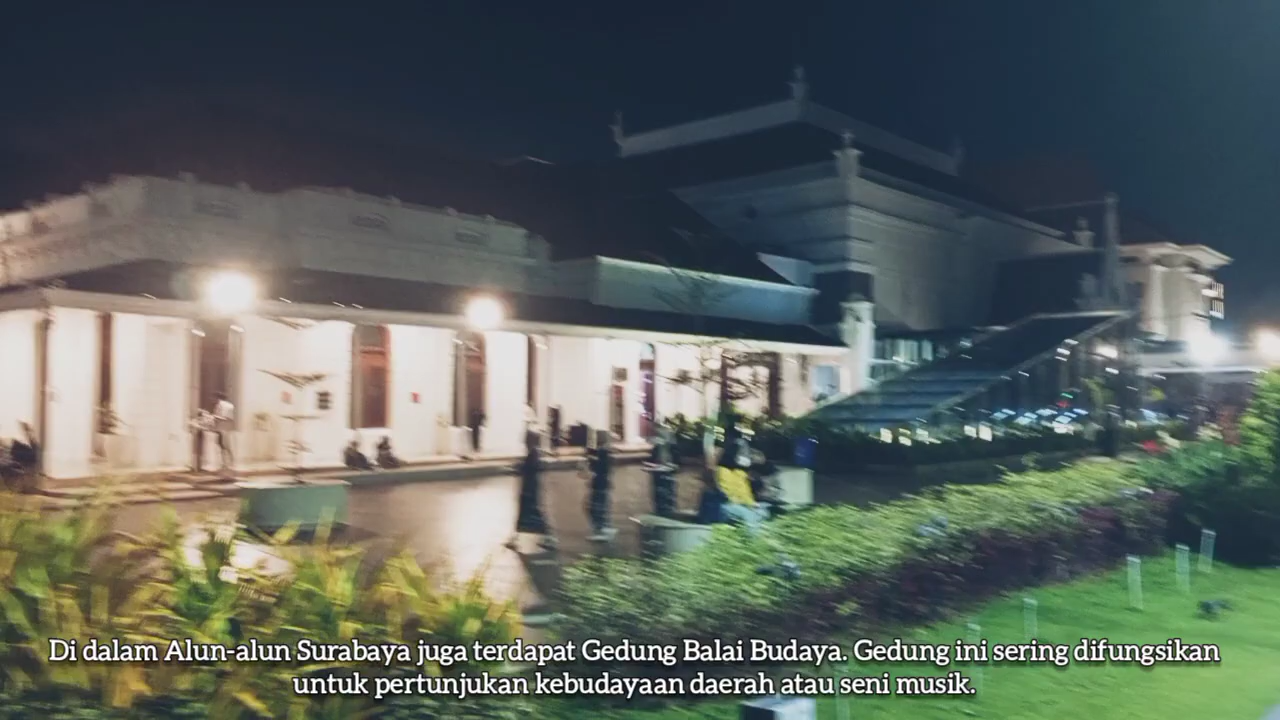 Di dalam Alun-alun Surabaya juga terdapat Gedung Balai Budaya. Gedung ini sering difungsikan
untuk pertunjukan kebudayaan daerah atau seni musik.